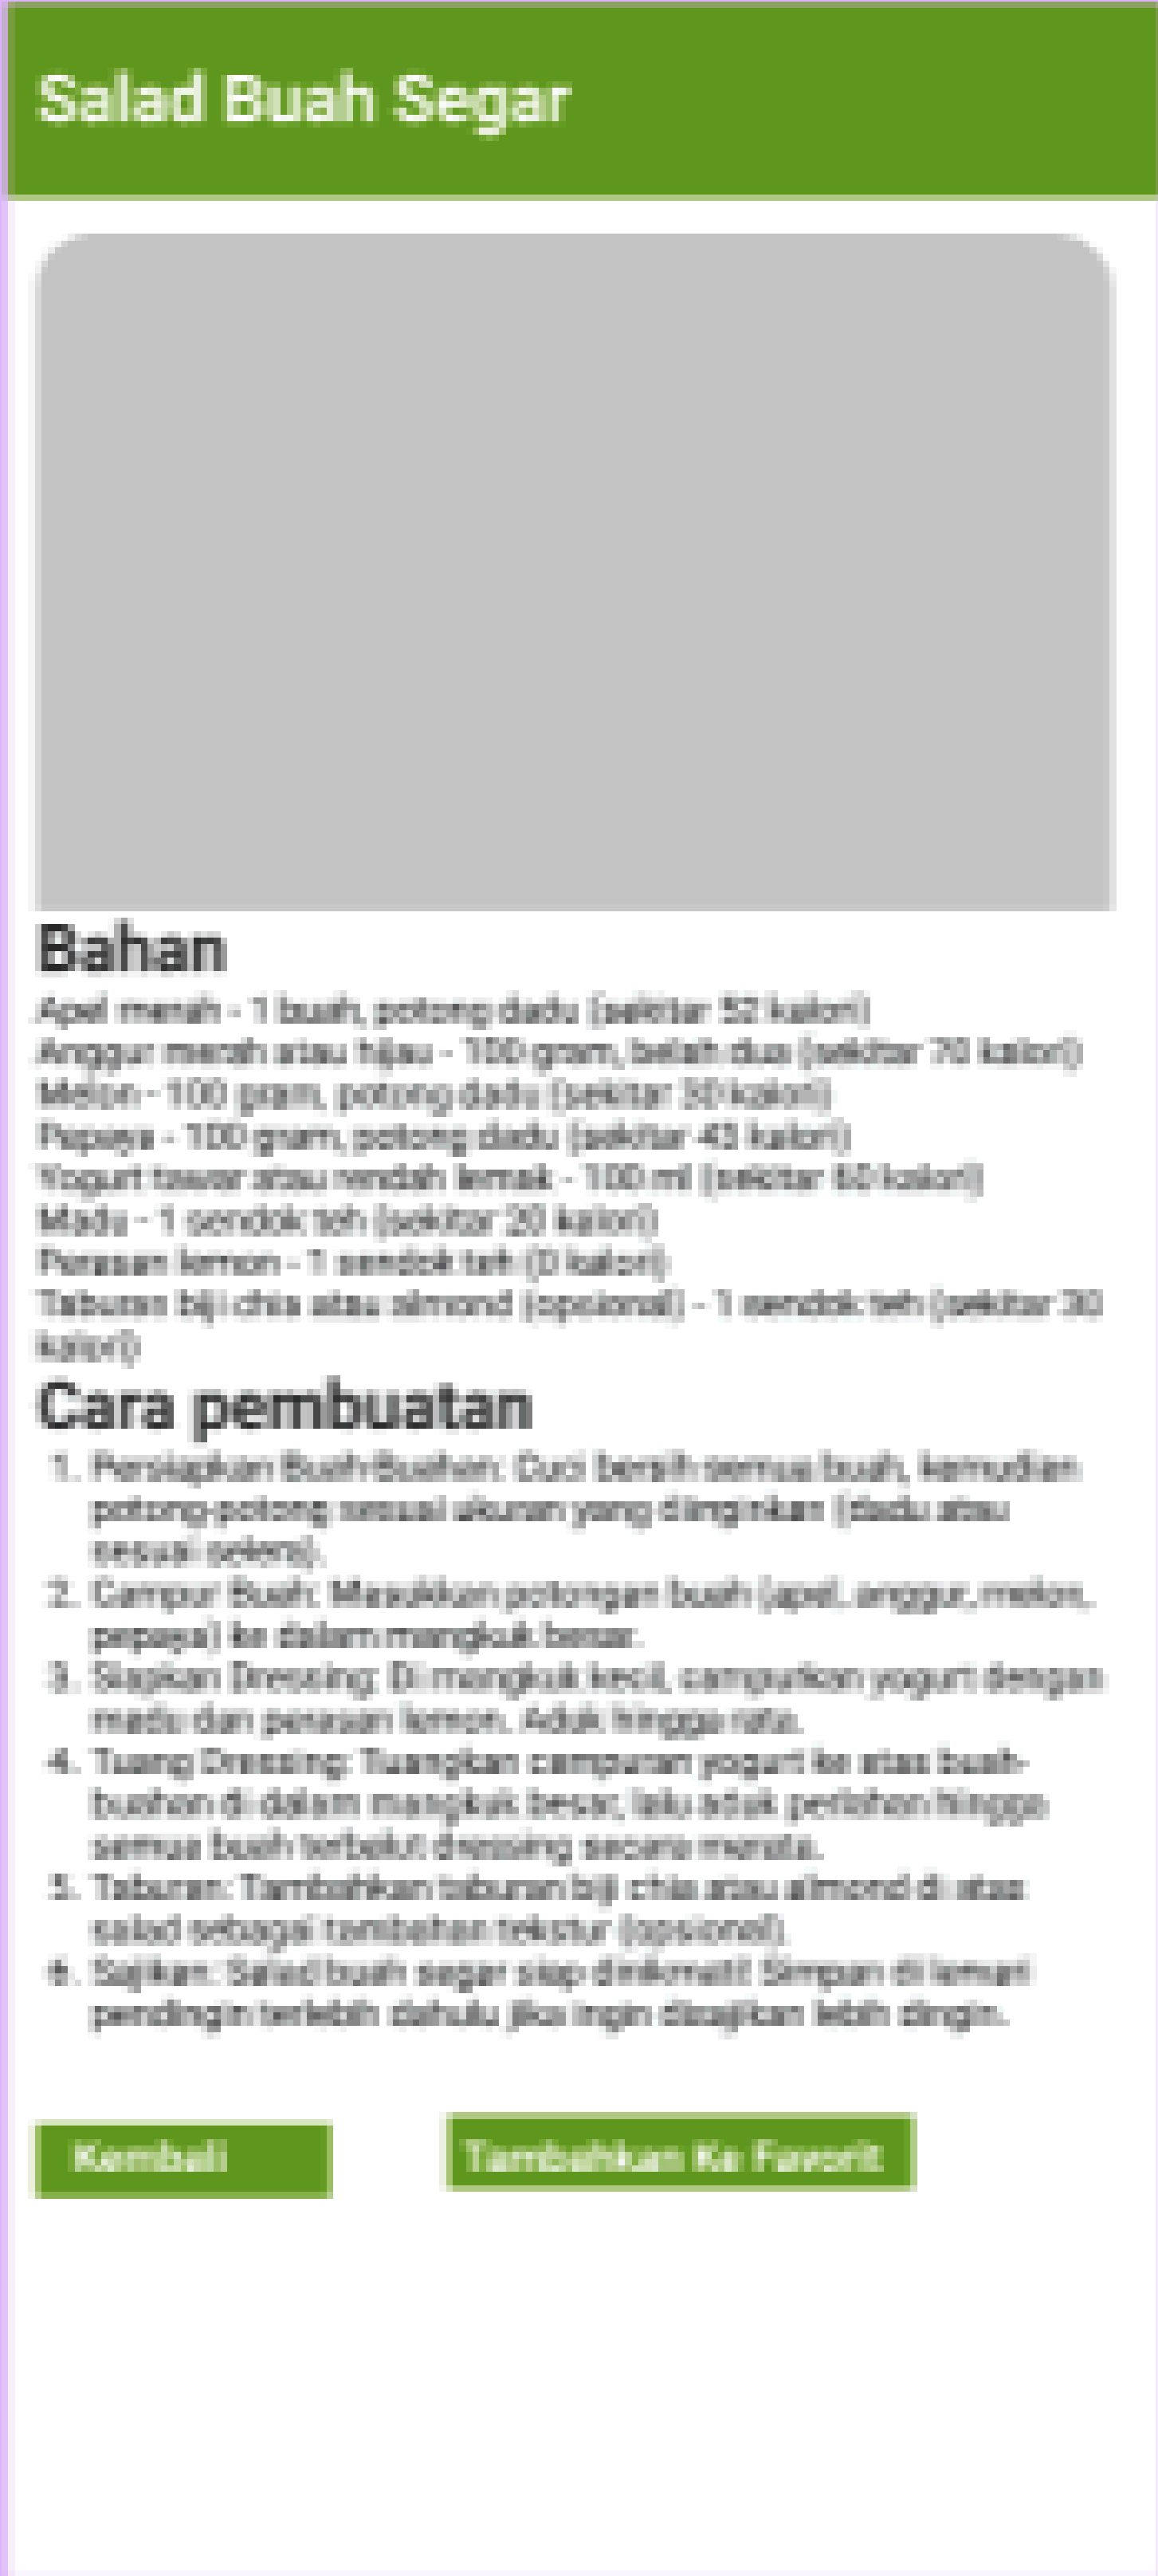 Salad Buah Segar
Bahan
Apel merah - 1 buah, potong dadu (sekitar 52 kalori)
Anggur merah atau hijau - 100 gram, belah dua (sekitar 70 kalori)
Melon - 100 gram, potong dadu (sekitar 30 kalori)
Pepaya - 100 gram, potong dadu (sekitar 43 kalori)
Yogurt tawar atau rendah lemak - 100 ml (sekitar 60 kalori)
Madu - 1 sendok teh (sekitar 20 kalori)
Perasan lemon - 1 sendok teh (0 kalori)
Taburan biji chia atau almond (opsional) - 1 sendok teh (sekitar 30
kalori)
Cara pembuatan
1. Persiapkan Buah-Buahan: Cuci bersih semua buah, kemudian
potong-potong sesuai ukuran yang diinginkan (dadu atau
sesuai selera).
2. Campur Buah: Masukkan potongan buah (apel, anggur, melon,
pepaya) ke dalam mangkuk besar.
3. Siapkan Dressing: Di mangkuk kecil, campurkan yogurt dengan
madu dan perasan lemon. Aduk hingga rata.
4. Tuang Dressing: Tuangkan campuran yogurt ke atas buah-
buahan di dalam mangkuk besar, lalu aduk perlahan hingga
semua buah terbalut dressing secara merata.
5. Taburan: Tambahkan taburan biji chia atau almond di atas
salad sebagai tambahan tekstur (opsional).
6. Sajikan: Salad buah segar siap dinikmati! Simpan di lemari
pendingin terlebih dahulu jika ingin disajikan lebih dingin.
Kembali
Tambahkan Ke Favorit